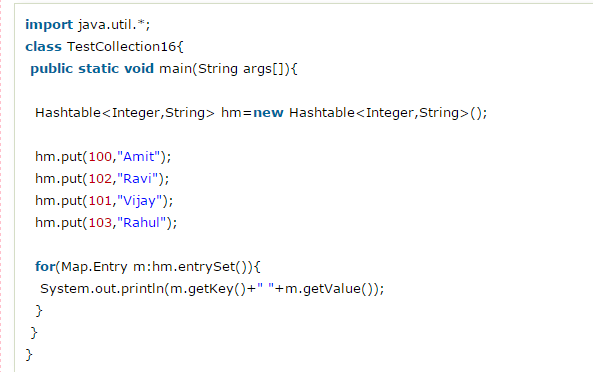 import java.util.*;
class TestCollection16{
public static void main(String args[]){
Hashtable<Integer,String> hm=new Hashtable<Integer,String>();
hm.put(100,"Amit");
hm.put(102,"Ravi");
hm.put(101,"Vijay");
hm.put(103,"Rahul");
for(Map.Entry m:hm.entrySet()){
System.out.println(m.getKey()+" "+m.getValue());
}
}
}